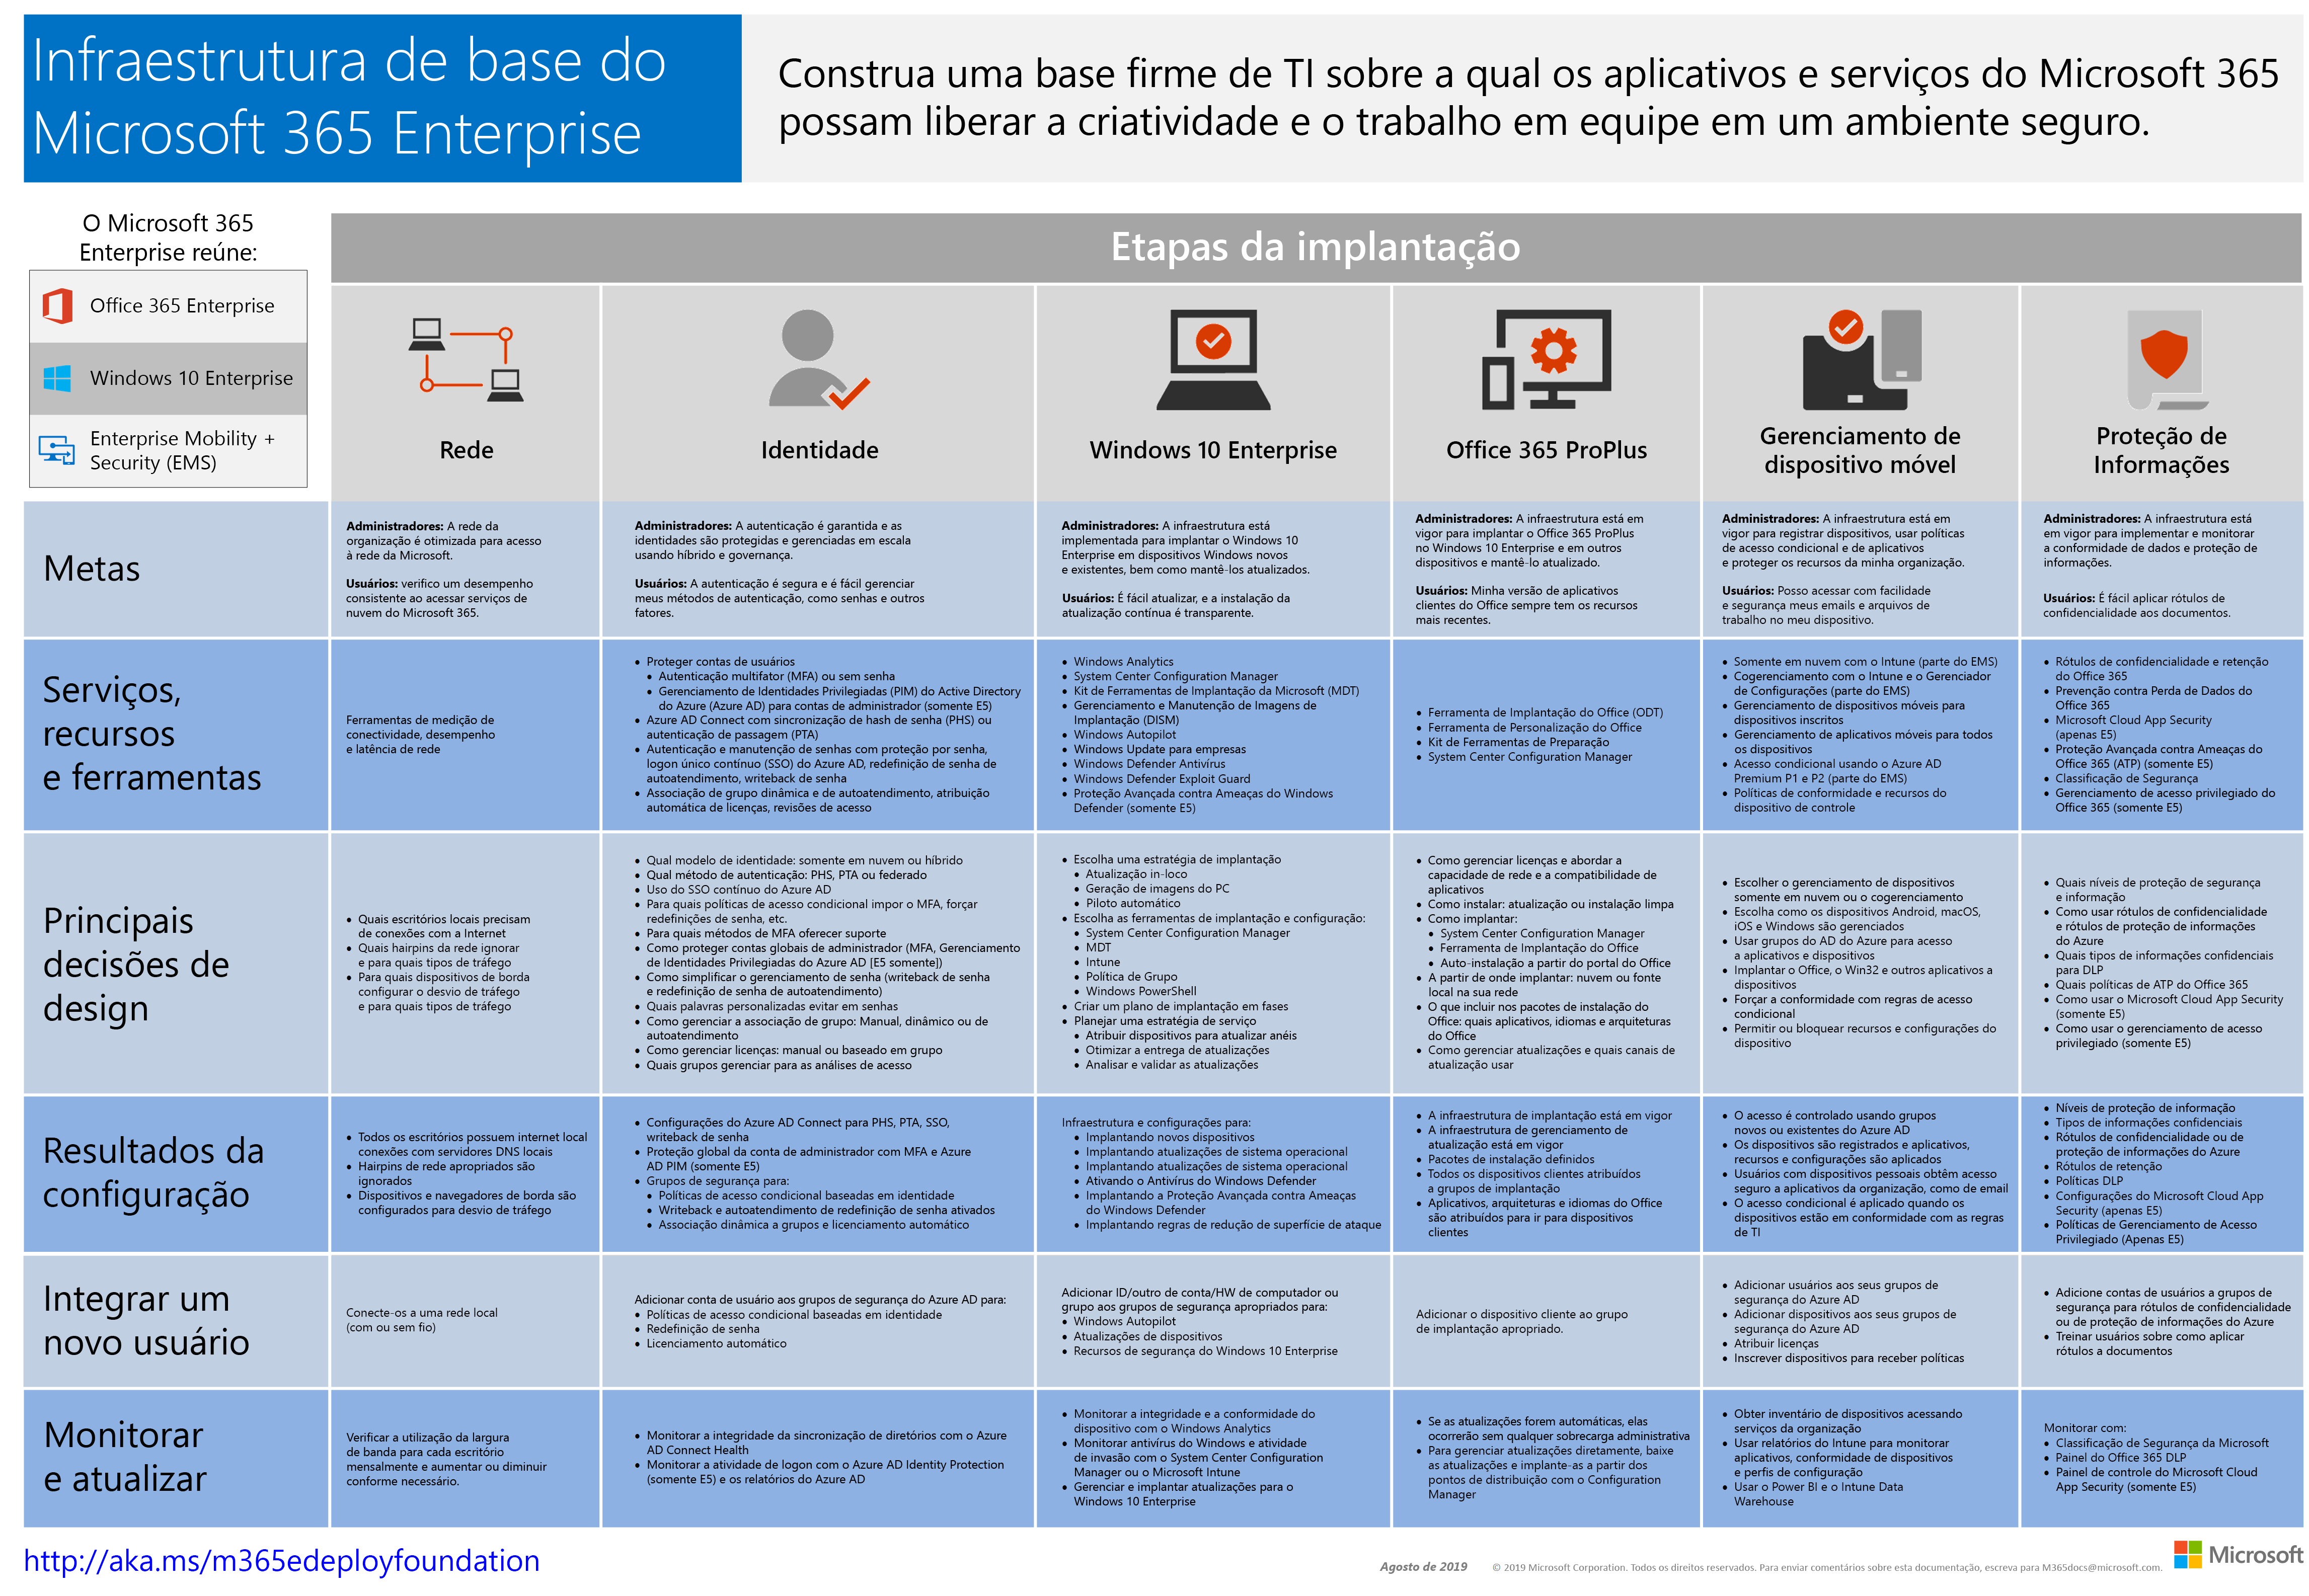 Infraestrutura de base do
Microsoft 365 Enterprise
Construa uma base firme de TI sobre a qual os aplicativos e serviços do Microsoft 365
possam liberar a criatividade e o trabalho em equipe em um ambiente seguro.
O Microsoft 365
Enterprise reúne:
Office 365 Enterprise
Windows 10 Enterprise
Enterprise Mobility +
Security (EMS)
Etapas da implantação
Rede
Identidade
Windows 10 Enterprise
Office 365 ProPlus
Gerenciamento de
dispositivo móvel
Proteção de
Informações
Metas
Administradores: A rede da
organização é otimizada para acesso
à rede da Microsoft.
Usuários: verifico um desempenho
consistente ao acessar serviços de
nuvem do Microsoft 365.
Administradores: A autenticação é garantida e as
identidades são protegidas e gerenciadas em escala
usando híbrido e governança.
Usuários: A autenticação é segura e é fácil gerenciar
meus métodos de autenticação, como senhas e outros
fatores.
Administradores: A infraestrutura está
implementada para implantar o Windows 10
Enterprise em dispositivos Windows novos
e existentes, bem como mantê-los atualizados.
Usuários: É fácil atualizar, e a instalação da
atualização contínua é transparente.
Administradores: A infraestrutura está em
vigor para implantar o Office 365 ProPlus
no Windows 10 Enterprise e em outros
dispositivos e mantê-lo atualizado.
Usuários: Minha versão de aplicativos
clientes do Office sempre tem os recursos
mais recentes.
Administradores: A infraestrutura está em
vigor para registrar dispositivos, usar políticas
de acesso condicional e de aplicativos
e proteger os recursos da minha organização.
Usuários: Posso acessar com facilidade
e segurança meus emails e arquivos de
trabalho no meu dispositivo.
Administradores: A infraestrutura está
em vigor para implementar e monitorar
a conformidade de dados e proteção de
informações.
Usuários: É fácil aplicar rótulos de
confidencialidade aos documentos.
Serviços,
recursos
e ferramentas
Ferramentas de medição de
conectividade, desempenho
e latência de rede
• Proteger contas de usuários
• Autenticação multifator (MFA) ou sem senha
• Gerenciamento de Identidades Privilegiadas (PIM) do Active Directory
do Azure (Azure AD) para contas de administrador (somente E5)
• Azure AD Connect com sincronização de hash de senha (PHS) ou
autenticação de passagem (PTA)
• Autenticação e manutenção de senhas com proteção por senha,
logon único contínuo (SSO) do Azure AD, redefinição de senha de
autoatendimento, writeback de senha
• Associação de grupo dinâmica e de autoatendimento, atribuição
automática de licenças, revisões de acesso
• Windows Analytics
• System Center Configuration Manager
• Kit de Ferramentas de Implantação da Microsoft (MDT)
• Gerenciamento e Manutenção de Imagens de
Implantação (DISM)
• Windows Autopilot
• Windows Update para empresas
• Windows Defender Antivírus
• Windows Defender Exploit Guard
• Proteção Avançada contra Ameaças do Windows
Defender (somente E5)
• Ferramenta de Implantação do Office (ODT)
• Ferramenta de Personalização do Office
• Kit de Ferramentas de Preparação
• System Center Configuration Manager
• Somente em nuvem com o Intune (parte do EMS)
• Cogerenciamento com o Intune e o Gerenciador
de Configurações (parte do EMS)
• Gerenciamento de dispositivos móveis para
dispositivos inscritos
• Gerenciamento de aplicativos móveis para todos
os dispositivos
• Acesso condicional usando o Azure AD
Premium P1 e P2 (parte do EMS)
• Políticas de conformidade e recursos do
dispositivo de controle
• Rótulos de confidencialidade e retenção
do Office 365
• Prevenção contra Perda de Dados do
Office 365
• Microsoft Cloud App Security
(apenas E5)
• Proteção Avançada contra Ameaças do
Office 365 (ATP) (somente E5)
• Classificação de Segurança
• Gerenciamento de acesso privilegiado do
Office 365 (somente E5)
Principais
decisões de
design
• Quais escritórios locais precisam
de conexões com a Internet
• Quais hairpins da rede ignorar
e para quais tipos de tráfego
• Para quais dispositivos de borda
configurar o desvio de tráfego
e para quais tipos de tráfego
• Qual modelo de identidade: somente em nuvem ou híbrido
• Qual método de autenticação: PHS, PTA ou federado
• Uso do SSO contínuo do Azure AD
• Para quais políticas de acesso condicional impor o MFA, forçar
redefinições de senha, etc.
• Para quais métodos de MFA oferecer suporte
• Como proteger contas globais de administrador (MFA, Gerenciamento
de Identidades Privilegiadas do Azure AD [E5 somente])
• Como simplificar o gerenciamento de senha (writeback de senha
e redefinição de senha de autoatendimento)
• Quais palavras personalizadas evitar em senhas
• Como gerenciar a associação de grupo: Manual, dinâmico ou de
autoatendimento
• Como gerenciar licenças: manual ou baseado em grupo
• Quais grupos gerenciar para as análises de acesso
• Escolha uma estratégia de implantação
• Atualização in-loco
• Geração de imagens do PC
• Piloto automático
• Escolha as ferramentas de implantação e configuração:
• System Center Configuration Manager
• MDT
• Intune
• Política de Grupo
• Windows PowerShell
• Criar um plano de implantação em fases
• Planejar uma estratégia de serviço
• Atribuir dispositivos para atualizar anéis
• Otimizar a entrega de atualizações
• Analisar e validar as atualizações
• Como gerenciar licenças e abordar a
capacidade de rede e a compatibilidade de
aplicativos
• Como instalar: atualização ou instalação limpa
• Como implantar:
• System Center Configuration Manager
• Ferramenta de Implantação do Office
• Auto-instalação a partir do portal do Office
• A partir de onde implantar: nuvem ou fonte
local na sua rede
• O que incluir nos pacotes de instalação do
Office: quais aplicativos, idiomas e arquiteturas
do Office
• Como gerenciar atualizações e quais canais de
atualização usar
• Escolher o gerenciamento de dispositivos
somente em nuvem ou o cogerenciamento
• Escolha como os dispositivos Android, macOS,
iOS e Windows são gerenciados
• Usar grupos do AD do Azure para acesso
a aplicativos e dispositivos
• Implantar o Office, o Win32 e outros aplicativos a
dispositivos
• Forçar a conformidade com regras de acesso
condicional
• Permitir ou bloquear recursos e configurações do
dispositivo
• Quais níveis de proteção de segurança
e informação
• Como usar rótulos de confidencialidade
e rótulos de proteção de informações
do Azure
• Quais tipos de informações confidenciais
para DLP
• Quais políticas de ATP do Office 365
• Como usar o Microsoft Cloud App Security
(somente E5)
• Como usar o gerenciamento de acesso
privilegiado (somente E5)
Resultados da
configuração
• Todos os escritórios possuem internet local
conexões com servidores DNS locais
• Hairpins de rede apropriados são
ignorados
• Dispositivos e navegadores de borda são
configurados para desvio de tráfego
• Configurações do Azure AD Connect para PHS, PTA, SSO,
writeback de senha
• Proteção global da conta de administrador com MFA e Azure
AD PIM (somente E5)
• Grupos de segurança para:
• Políticas de acesso condicional baseadas em identidade
• Writeback e autoatendimento de redefinição de senha ativados
• Associação dinâmica a grupos e licenciamento automático
Infraestrutura e configurações para:
• Implantando novos dispositivos
• Implantando atualizações de sistema operacional
• Implantando atualizações de sistema operacional
• Ativando o Antivírus do Windows Defender
• Implantando a Proteção Avançada contra Ameaças
do Windows Defender
• Implantando regras de redução de superfície de ataque
• A infraestrutura de implantação está em vigor
• A infraestrutura de gerenciamento de
atualização está em vigor
• Pacotes de instalação definidos
• Todos os dispositivos clientes atribuídos
a grupos de implantação
• Aplicativos, arquiteturas e idiomas do Office
são atribuídos para ir para dispositivos
clientes
• O acesso é controlado usando grupos
novos ou existentes do Azure AD
• Os dispositivos são registrados e aplicativos,
recursos e configurações são aplicados
• Usuários com dispositivos pessoais obtêm acesso
seguro a aplicativos da organização, como de email
• O acesso condicional é aplicado quando os
dispositivos estão em conformidade com as regras
de TI
• Níveis de proteção de informação
• Tipos de informações confidenciais
• Rótulos de confidencialidade ou de
proteção de informações do Azure
• Rótulos de retenção
• Políticas DLP
• Configurações do Microsoft Cloud App
Security (apenas E5)
• Políticas de Gerenciamento de Acesso
Privilegiado (Apenas E5)
Integrar um
novo usuário
Conecte-os a uma rede local
(com ou sem fio)
Adicionar conta de usuário aos grupos de segurança do Azure AD para:
• Políticas de acesso condicional baseadas em identidade
• Redefinição de senha
• Licenciamento automático
Adicionar ID/outro de conta/HW de computador ou
grupo aos grupos de segurança apropriados para:
• Windows Autopilot
• Atualizações de dispositivos
• Recursos de segurança do Windows 10 Enterprise
Adicionar o dispositivo cliente ao grupo
de implantação apropriado.
• Adicionar usuários aos seus grupos de
segurança do Azure AD
• Adicionar dispositivos aos seus grupos de
segurança do Azure AD
• Atribuir licenças
• Inscrever dispositivos para receber políticas
• Adicione contas de usuários a grupos de
segurança para rótulos de confidencialidade
ou de proteção de informações do Azure
• Treinar usuários sobre como aplicar
rótulos a documentos
Monitorar
e atualizar
Verificar a utilização da largura
de banda para cada escritório
mensalmente e aumentar ou diminuir
conforme necessário.
• Monitorar a integridade da sincronização de diretórios com o Azure
AD Connect Health
• Monitorar a atividade de logon com o Azure AD Identity Protection
(somente E5) e os relatórios do Azure AD
• Monitorar a integridade e a conformidade do
dispositivo com o Windows Analytics
• Monitorar antivírus do Windows e atividade
de invasão com o System Center Configuration
Manager ou o Microsoft Intune
• Gerenciar e implantar atualizações para o
Windows 10 Enterprise
• Se as atualizações forem automáticas, elas
ocorrerão sem qualquer sobrecarga administrativa
• Para gerenciar atualizações diretamente, baixe
as atualizações e implante-as a partir dos
pontos de distribuição com o Configuration
Manager
• Obter inventário de dispositivos acessando
serviços da organização
• Usar relatórios do Intune para monitorar
aplicativos, conformidade de dispositivos
e perfis de configuração
• Usar o Power BI e o Intune Data
Warehouse
Monitorar com:
• Classificação de Segurança da Microsoft
• Painel do Office 365 DLP
• Painel de controle do Microsoft Cloud
App Security (somente E5)
http://aka.ms/m365edeployfoundation
Agosto de 2019
© 2019 Microsoft Corporation. Todos os direitos reservados. Para enviar comentários sobre esta documentação, escreva para M365docs@microsoft.com.
Microsoft